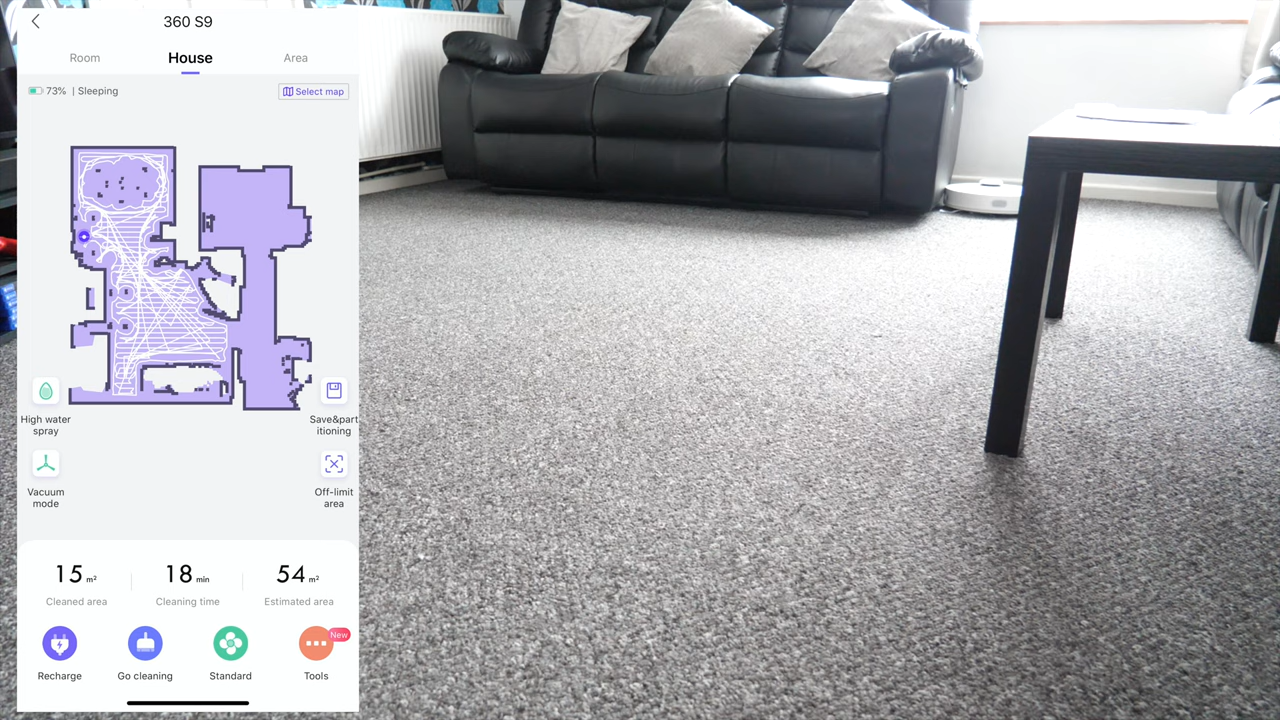 360 S9
Room House Area
73% | Sleeping
Select map
High water
spray
Save&part
itioning
Vacuum
mode
Off-limit
area
15 m² 18 min 54 m²
Cleaned area Cleaning time Estimated area
New
Recharge Go cleaning Standard Tools